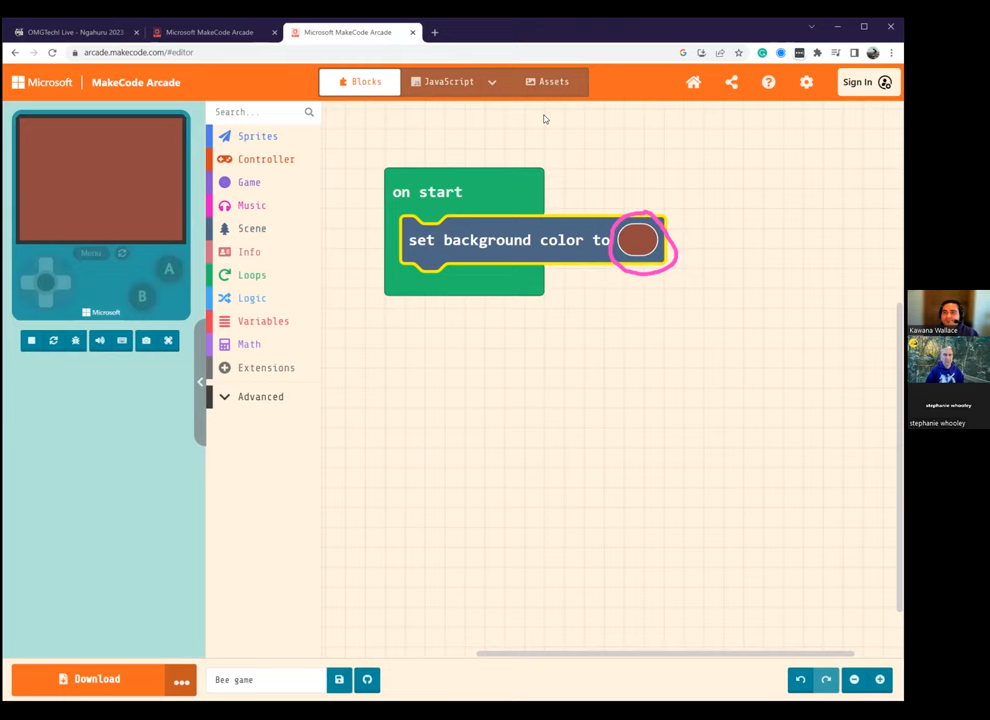 OMGTech! Live - Ngahuru 2023
Microsoft MakeCode Arcade
Microsoft MakeCode Arcade
arcade.makecode.com/#editor
Microsoft
MakeCode Arcade
Blocks
JavaScript
Assets
Sign In
Search...
Sprites
Controller
Game
Music
Scene
Info
Loops
Logic
Variables
Math
Extensions
Advanced
Menu
A
B
Microsoft
on start
set background color to
Kawana Wallace
stephanie whooley
stephanie whooley
Download
Bee game